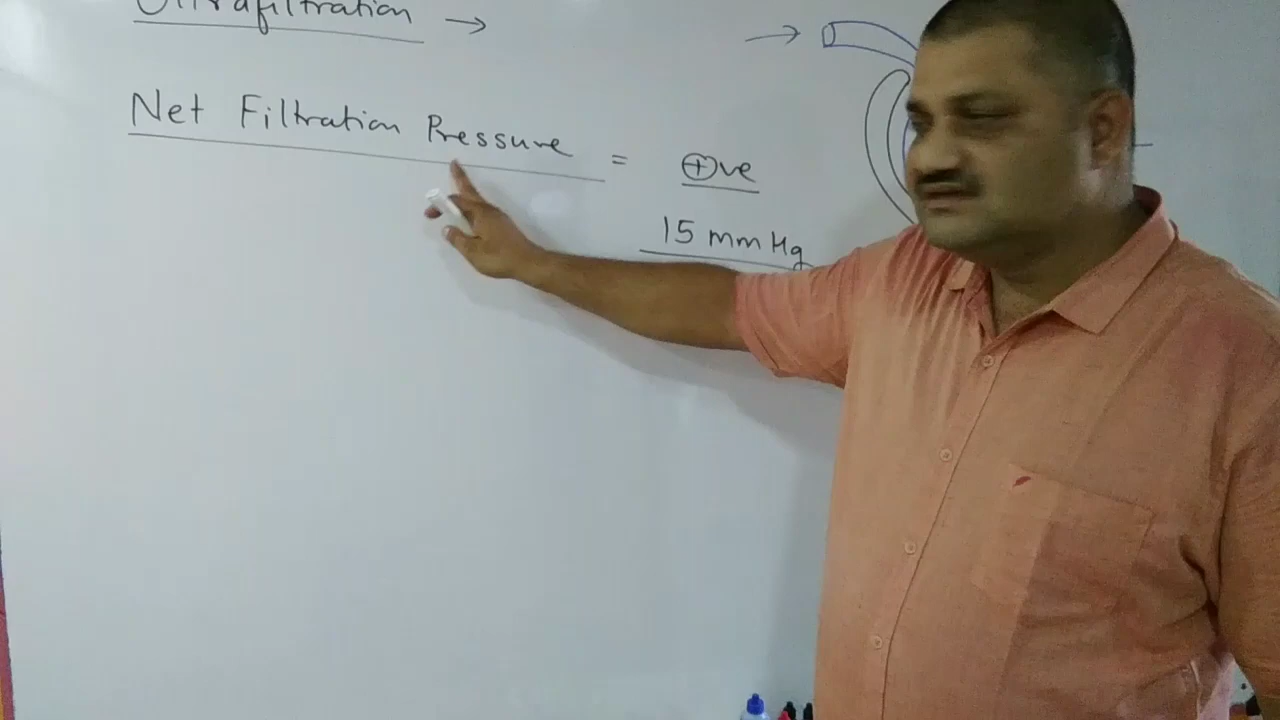 Ultrafiltration →
Net Filtration Pressure = ⊕ve
15 mm Hg